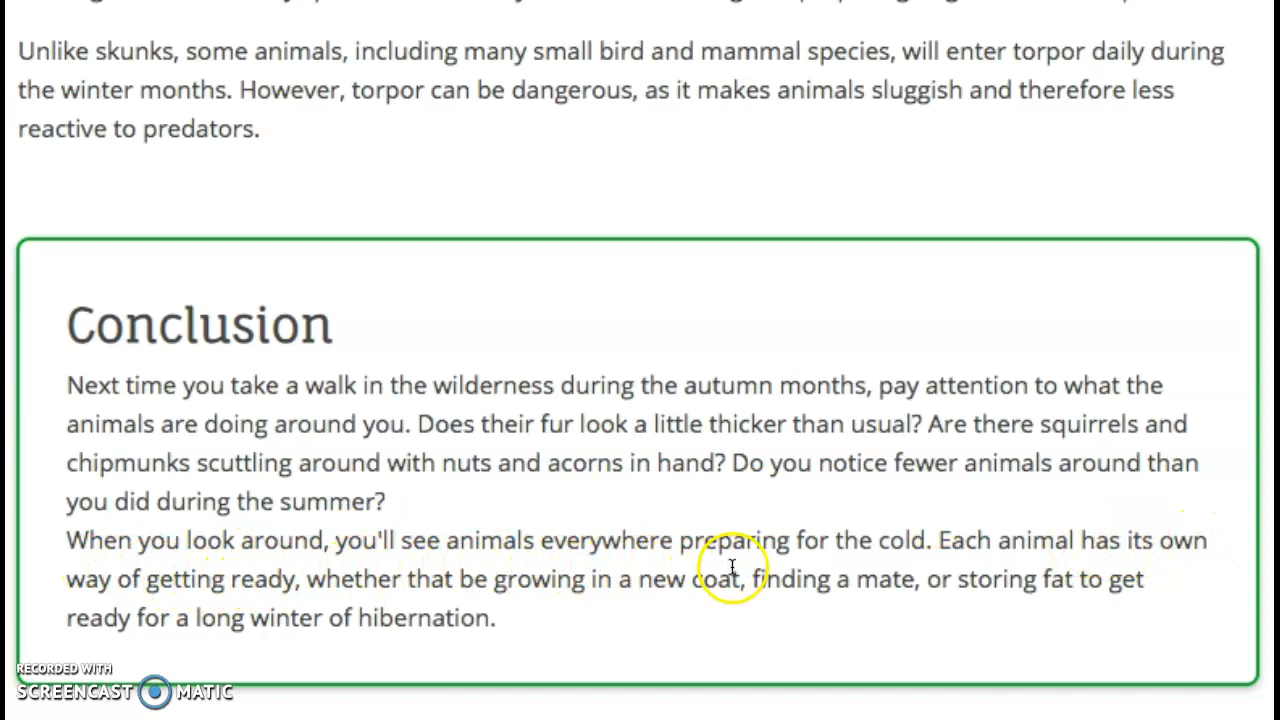 Unlike skunks, some animals, including many small bird and mammal species, will enter torpor daily during
the winter months. However, torpor can be dangerous, as it makes animals sluggish and therefore less
reactive to predators.
Conclusion
Next time you take a walk in the wilderness during the autumn months, pay attention to what the
animals are doing around you. Does their fur look a little thicker than usual? Are there squirrels and
chipmunks scuttling around with nuts and acorns in hand? Do you notice fewer animals around than
you did during the summer?
When you look around, you'll see animals everywhere preparing for the cold. Each animal has its own
way of getting ready, whether that be growing in a new coat, finding a mate, or storing fat to get
ready for a long winter of hibernation.
RECORDED WITH
SCREENCAST MATIC